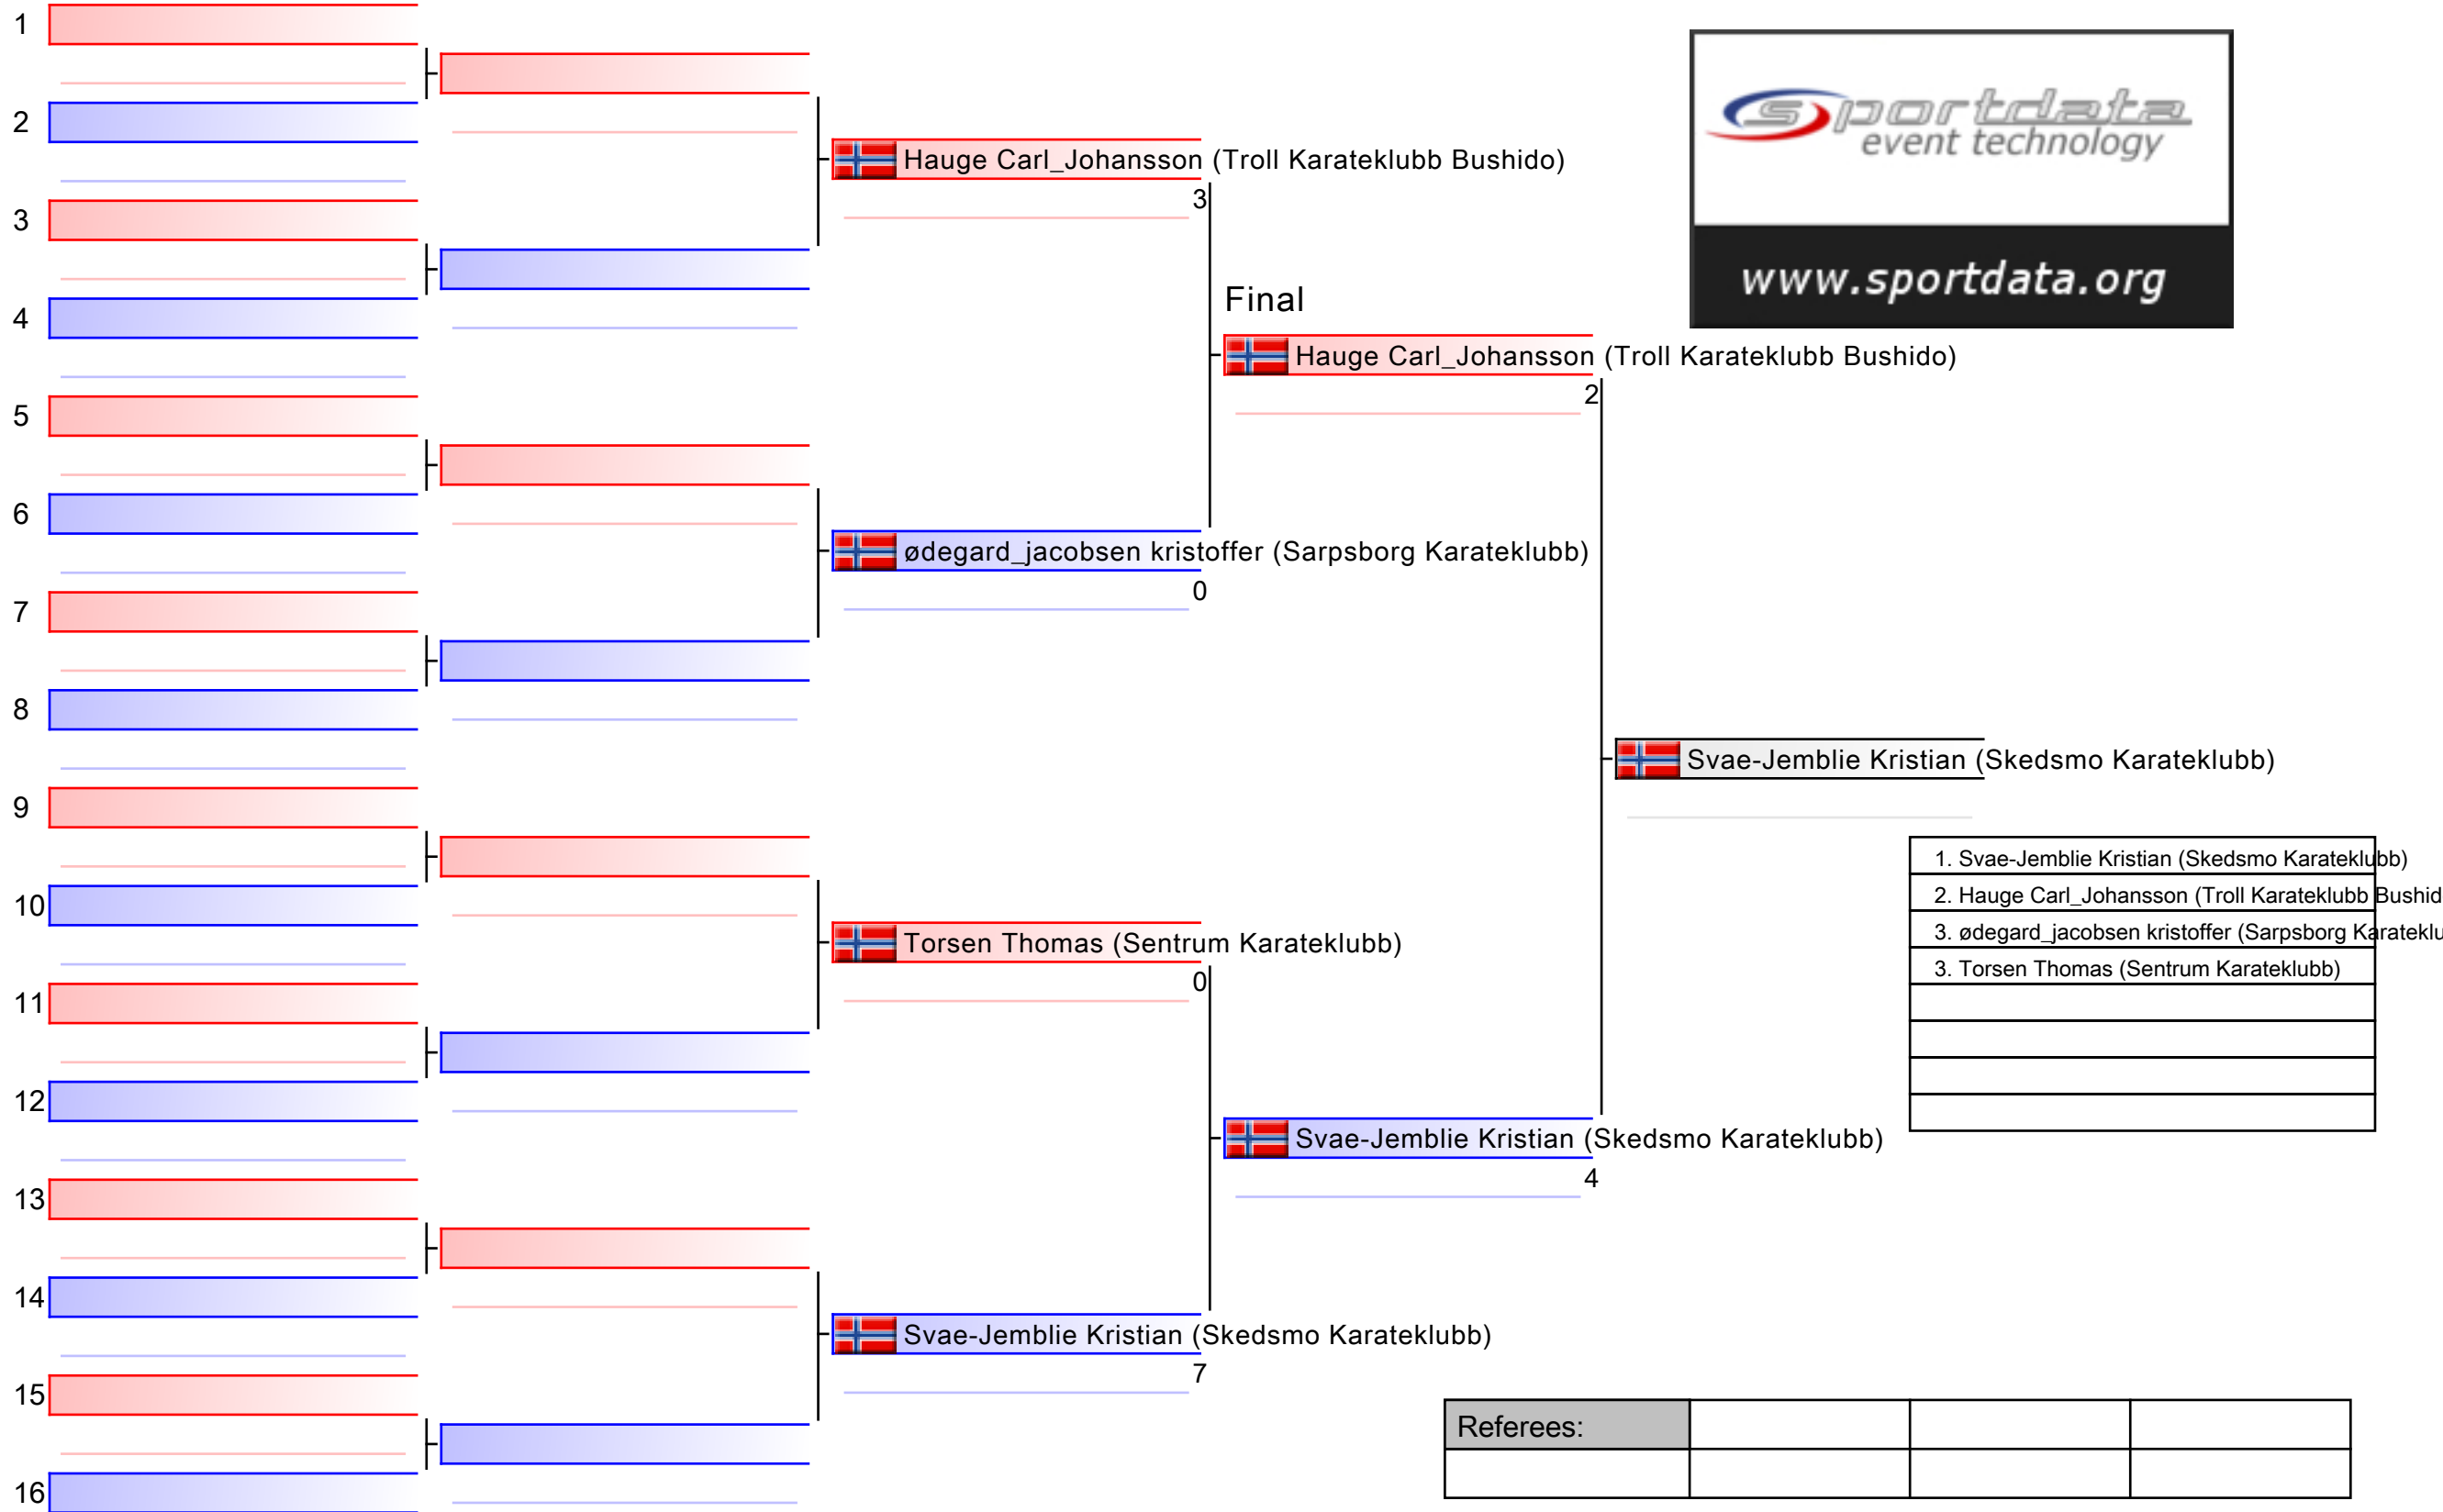 1
2
3
4
5
6
7
8
9
10
11
12
13
14
15
16
Hauge Carl_Johansson (Troll Karateklubb Bushido)
3
ødegard_jacobsen kristoffer (Sarpsborg Karateklubb)
0
Torsen Thomas (Sentrum Karateklubb)
0
Svae-Jemblie Kristian (Skedsmo Karateklubb)
7
Final
Hauge Carl_Johansson (Troll Karateklubb Bushido)
2
Svae-Jemblie Kristian (Skedsmo Karateklubb)
4
Svae-Jemblie Kristian (Skedsmo Karateklubb)
sportdata
event technology
www.sportdata.org
1. Svae-Jemblie Kristian (Skedsmo Karateklubb)
2. Hauge Carl_Johansson (Troll Karateklubb Bushid
3. ødegard_jacobsen kristoffer (Sarpsborg Karateklu
3. Torsen Thomas (Sentrum Karateklubb)
Referees: